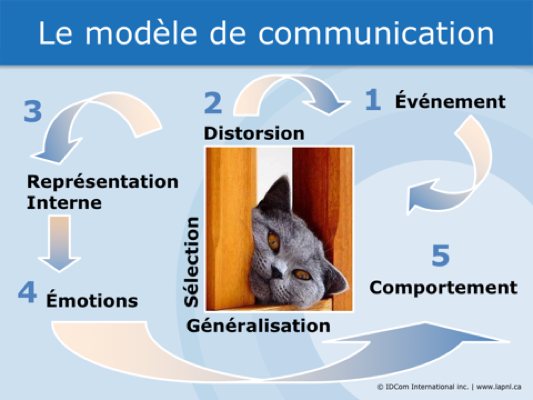 Le modèle de communication
3
2
1 Événement
Distorsion
Représentation
Interne
Sélection
5
4 Émotions
Comportement
Généralisation
© IDCom International inc. | www.lapnl.ca